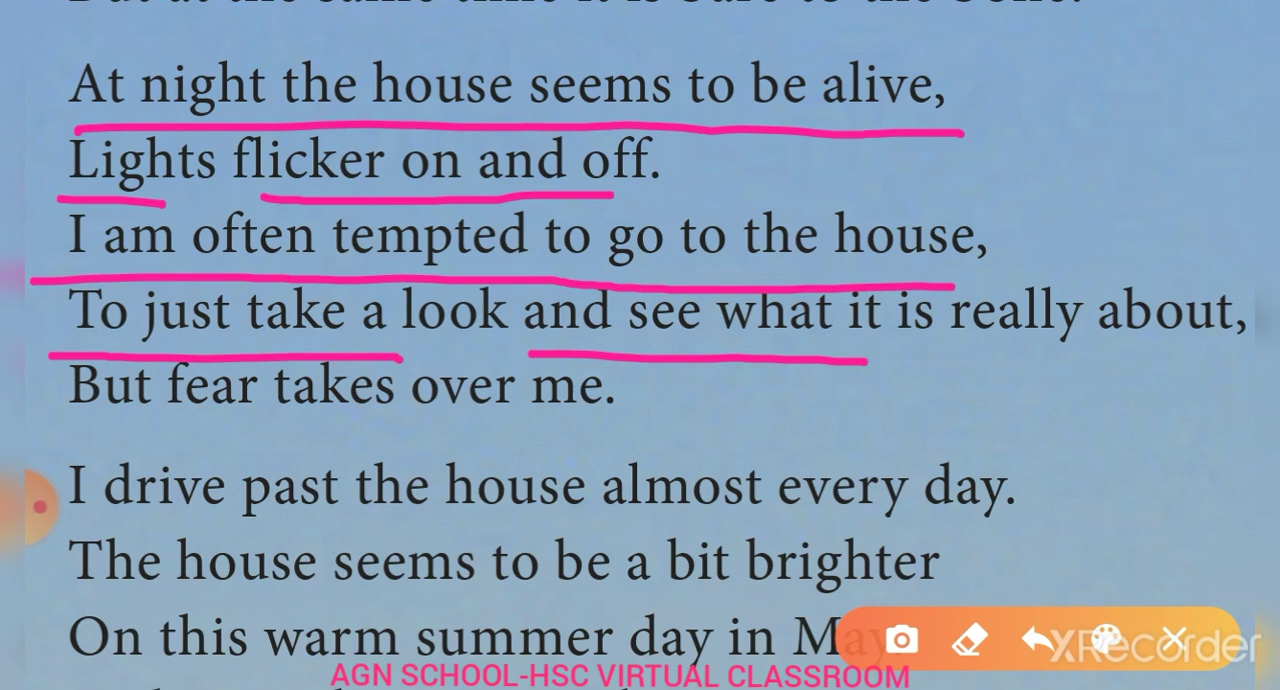 At night the house seems to be alive,
Lights flicker on and off.
I am often tempted to go to the house,
To just take a look and see what it is really about,
But fear takes over me.
I drive past the house almost every day.
The house seems to be a bit brighter
On this warm summer day in May
XRecorder
AGN SCHOOL-HSC VIRTUAL CLASSROOM